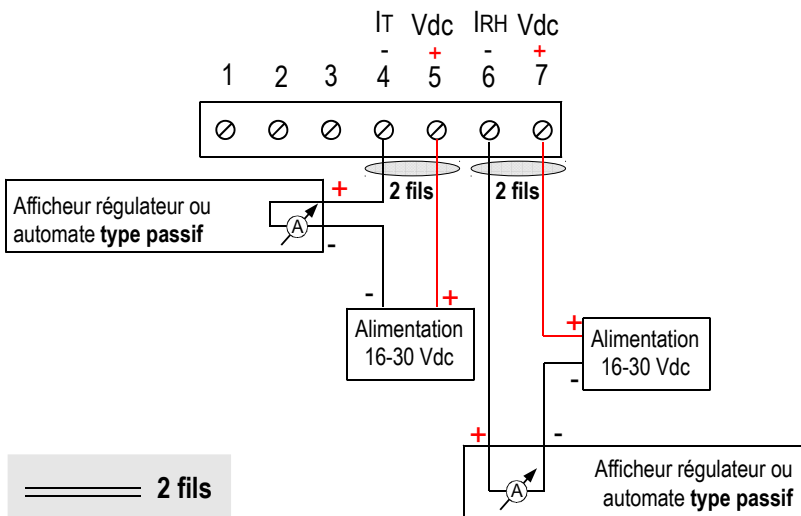 IT Vdc IRH Vdc
- + - +
1 2 3 4 5 6 7
2 fils 2 fils
+
Afficheur régulateur ou
automate type passif
A
-
- +
Alimentation
16-30 Vdc
+
Alimentation
16-30 Vdc
-
+ -
Afficheur régulateur ou
automate type passif
A
2 fils